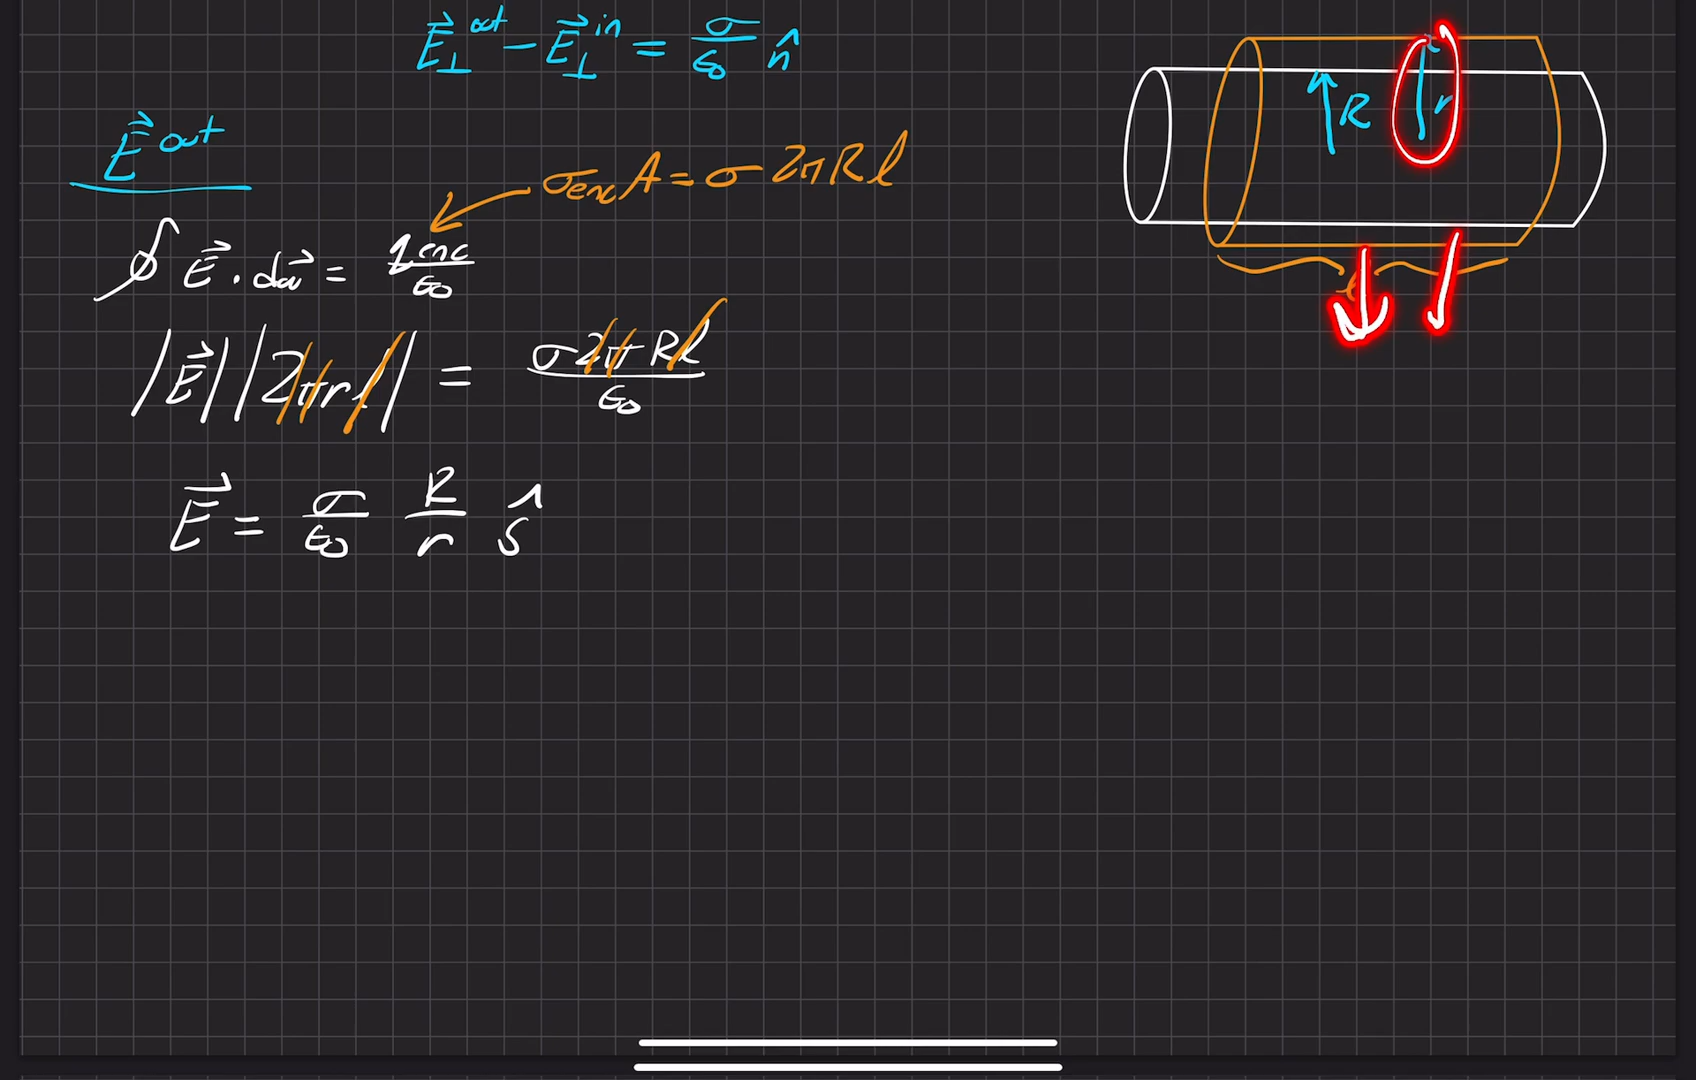 E⃗⊥^out − E⃗⊥^in = σ/ε₀ n̂
E⃗^out
σ_enc A = σ 2πRl
∮ E⃗ · da⃗ = q_enc/ε₀
|E⃗||2πrl| = σ2πRl/ε₀
E⃗ = σ/ε₀ R/r ŝ
R
r
l